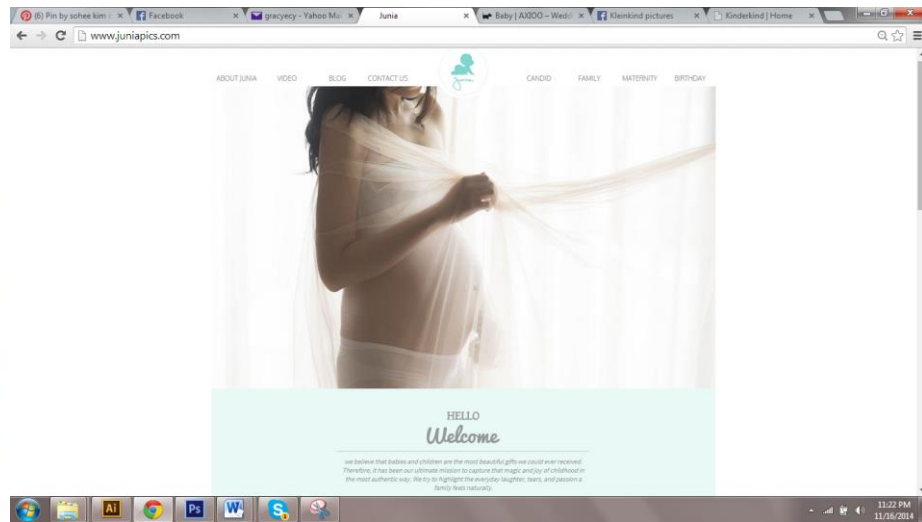 (6) Pin by sohee kim
Facebook
gracyecy - Yahoo Mai
Junia
Baby | AXIOO – Wedd
Kleinkind pictures
Kinderkind | Home
www.juniapics.com
ABOUT JUNIA VIDEO BLOG CONTACT US Junia CANDID FAMILY MATERNITY BIRTHDAY
HELLO
Welcome
we believe that babies and children are the most beautiful gifts we could ever received.
Therefore, it has been our ultimate mission to capture that magic and joy of childhood in
the most authentic way. We try to highlight the everyday laughter, tears, and passion a
family feels naturally.
Ai Ps W S
11:22 PM
11/16/2014